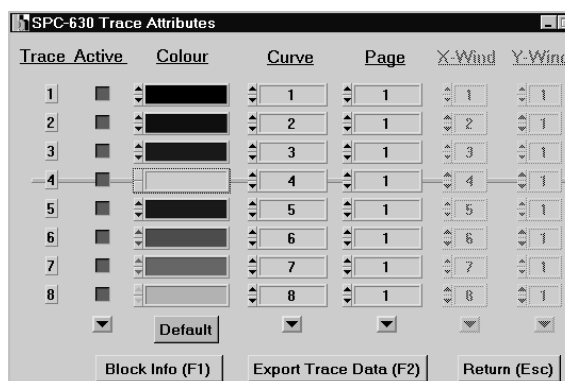 SPC-630 Trace Attributes
Trace Active Colour Curve Page X-Wind Y-Wind
1 1 1 1 1
2 2 1 2 1
3 3 1 3 1
4 4 1 4 1
5 5 1 5 1
6 6 1 6 1
7 7 1 7 1
8 8 1 8 1
Default
Block Info (F1) Export Trace Data (F2) Return (Esc)